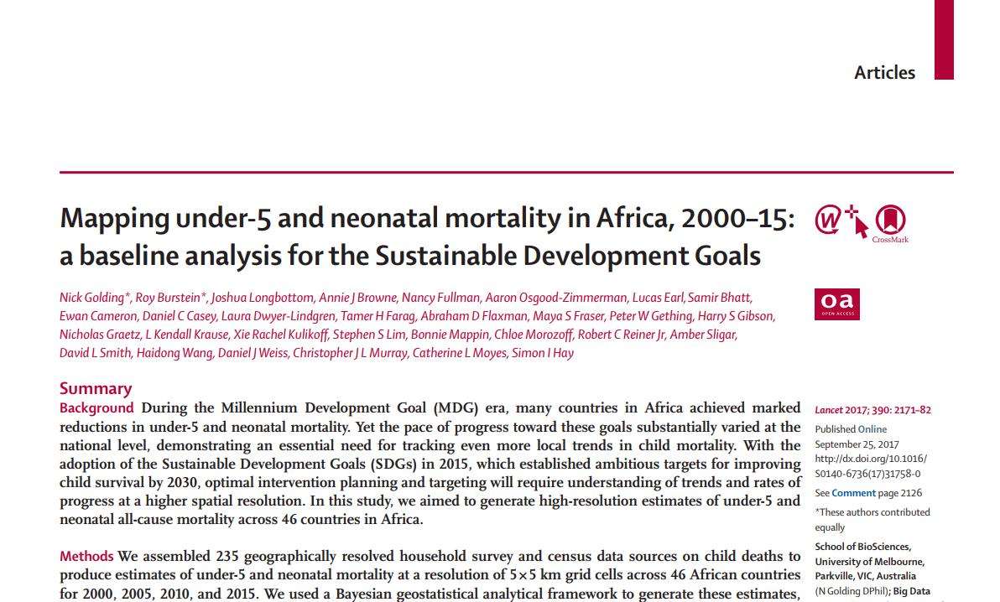 Articles
Mapping under-5 and neonatal mortality in Africa, 2000–15:
a baseline analysis for the Sustainable Development Goals
CrossMark
Nick Golding*, Roy Burstein*, Joshua Longbottom, Annie J Browne, Nancy Fullman, Aaron Osgood-Zimmerman, Lucas Earl, Samir Bhatt,
Ewan Cameron, Daniel C Casey, Laura Dwyer-Lindgren, Tamer H Farag, Abraham D Flaxman, Maya S Fraser, Peter W Gething, Harry S Gibson,
Nicholas Graetz, L Kendall Krause, Xie Rachel Kulikoff, Stephen S Lim, Bonnie Mappin, Chloe Morozoff, Robert C Reiner Jr, Amber Sligar,
David L Smith, Haidong Wang, Daniel J Weiss, Christopher J L Murray, Catherine L Moyes, Simon I Hay
oa
OPEN ACCESS
Summary
Background During the Millennium Development Goal (MDG) era, many countries in Africa achieved marked
reductions in under-5 and neonatal mortality. Yet the pace of progress toward these goals substantially varied at the
national level, demonstrating an essential need for tracking even more local trends in child mortality. With the
adoption of the Sustainable Development Goals (SDGs) in 2015, which established ambitious targets for improving
child survival by 2030, optimal intervention planning and targeting will require understanding of trends and rates of
progress at a higher spatial resolution. In this study, we aimed to generate high-resolution estimates of under-5 and
neonatal all-cause mortality across 46 countries in Africa.
Methods We assembled 235 geographically resolved household survey and census data sources on child deaths to
produce estimates of under-5 and neonatal mortality at a resolution of 5×5 km grid cells across 46 African countries
for 2000, 2005, 2010, and 2015. We used a Bayesian geostatistical analytical framework to generate these estimates,
Lancet 2017; 390: 2171–82
Published Online
September 25, 2017
http://dx.doi.org/10.1016/
S0140-6736(17)31758-0
See Comment page 2126
*These authors contributed
equally
School of BioSciences,
University of Melbourne,
Parkville, VIC, Australia
(N Golding DPhil); Big Data